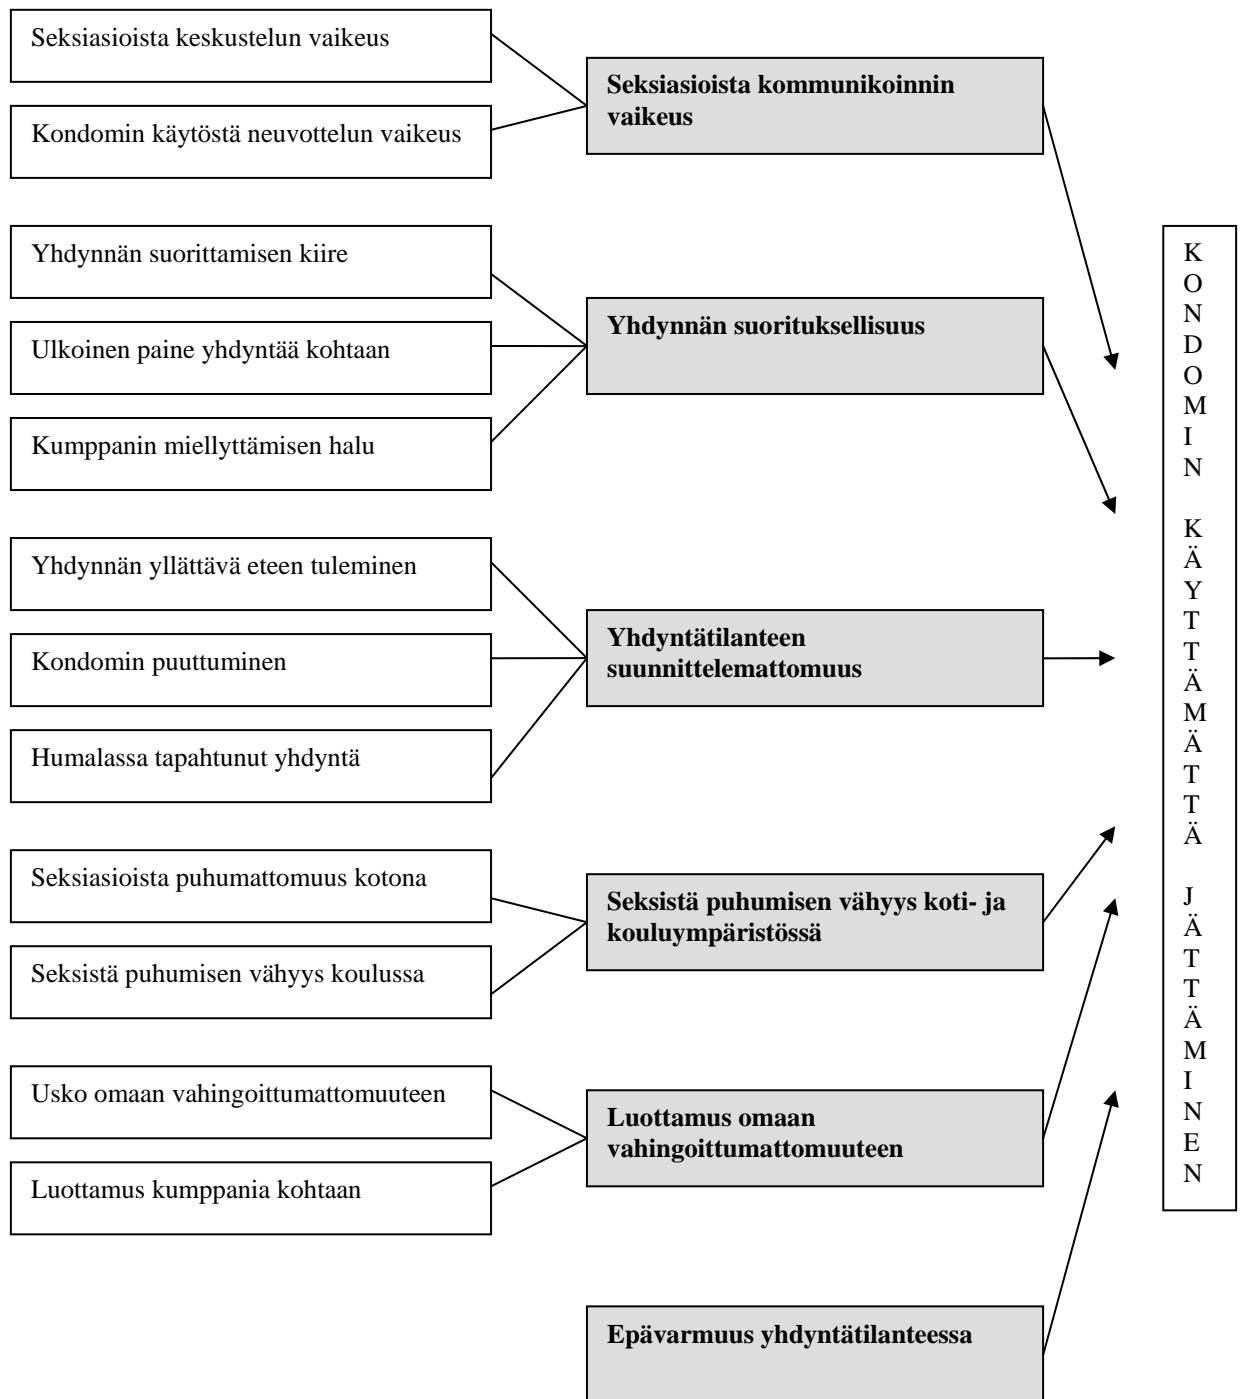 Seksiasioista keskustelun vaikeus
Kondomin käytöstä neuvottelun vaikeus
Seksiasioista kommunikoinnin
vaikeus
Yhdynnän suorittamisen kiire
Ulkoinen paine yhdyntää kohtaan
Kumppanin miellyttämisen halu
Yhdynnän suorituksellisuus
Yhdynnän yllättävä eteen tuleminen
Kondomin puuttuminen
Humalassa tapahtunut yhdyntä
Yhdyntätilanteen
suunnittelemattomuus
Seksiasioista puhumattomuus kotona
Seksistä puhumisen vähyys koulussa
Seksistä puhumisen vähyys koti- ja
kouluympäristössä
Usko omaan vahingoittumattomuuteen
Luottamus kumppania kohtaan
Luottamus omaan
vahingoittumattomuuteen
Epävarmuus yhdyntätilanteessa
KONDOMIN KÄYTTÄMÄTTÄ JÄTTÄMINEN